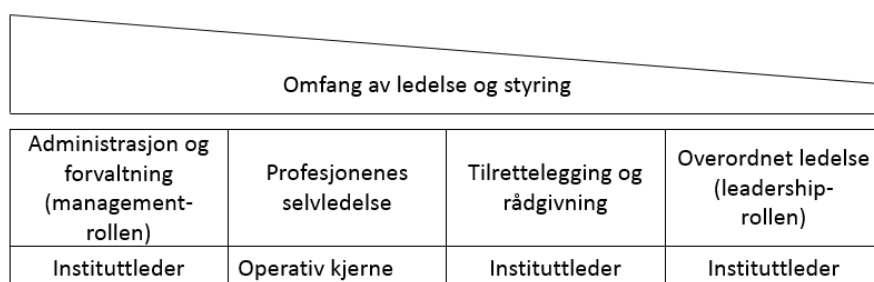 Omfang av ledelse og styring
Administrasjon og
forvaltning
(management-
rollen)
Profesjonenes
selvledelse
Tilrettelegging og
rådgivning
Overordnet ledelse
(leadership-
rollen)
Instituttleder
Operativ kjerne
Instituttleder
Instituttleder